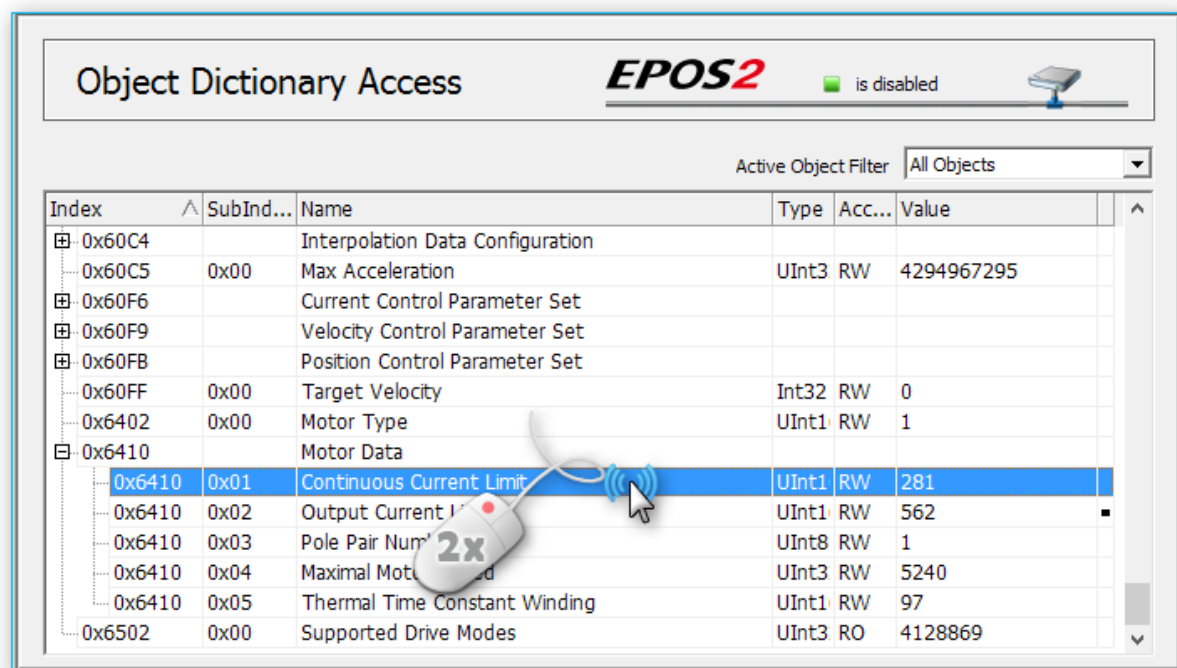 Object Dictionary Access EPOS2 is disabled
Active Object Filter All Objects
Index SubInd... Name Type Acc... Value
0x60C4 Interpolation Data Configuration
0x60C5 0x00 Max Acceleration UInt3 RW 4294967295
0x60F6 Current Control Parameter Set
0x60F9 Velocity Control Parameter Set
0x60FB Position Control Parameter Set
0x60FF 0x00 Target Velocity Int32 RW 0
0x6402 0x00 Motor Type UInt1 RW 1
0x6410 Motor Data
0x6410 0x01 Continuous Current Limit UInt1 RW 281
0x6410 0x02 Output Current UInt1 RW 562
0x6410 0x03 Pole Pair UInt8 RW 1
2x
0x6410 0x04 Maximal UInt3 RW 5240
0x6410 0x05 Thermal Time Constant Winding UInt1 RW 97
0x6502 0x00 Supported Drive Modes UInt3 RO 4128869